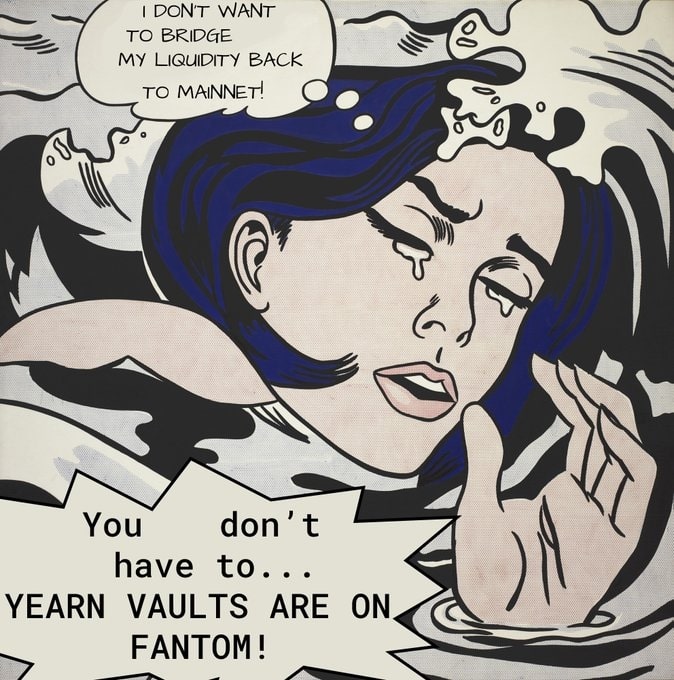 I DON'T WANT
TO BRIDGE
MY LIQUIDITY BACK
TO MAINNET!
You don't
have to...
YEARN VAULTS ARE ON
FANTOM!